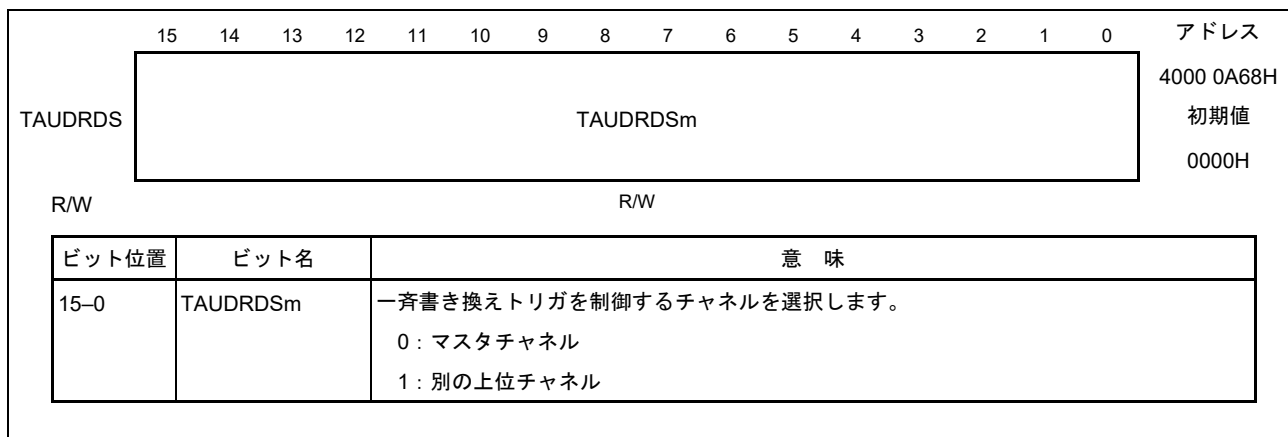 15 14 13 12 11 10 9 8 7 6 5 4 3 2 1 0 アドレス
4000 0A68H
TAUDRDS TAUDRDSm 初期値
0000H
R/W R/W
ビット位置 ビット名 意 味
15–0 TAUDRDSm 一斉書き換えトリガを制御するチャネルを選択します。
0：マスタチャネル
1：別の上位チャネル